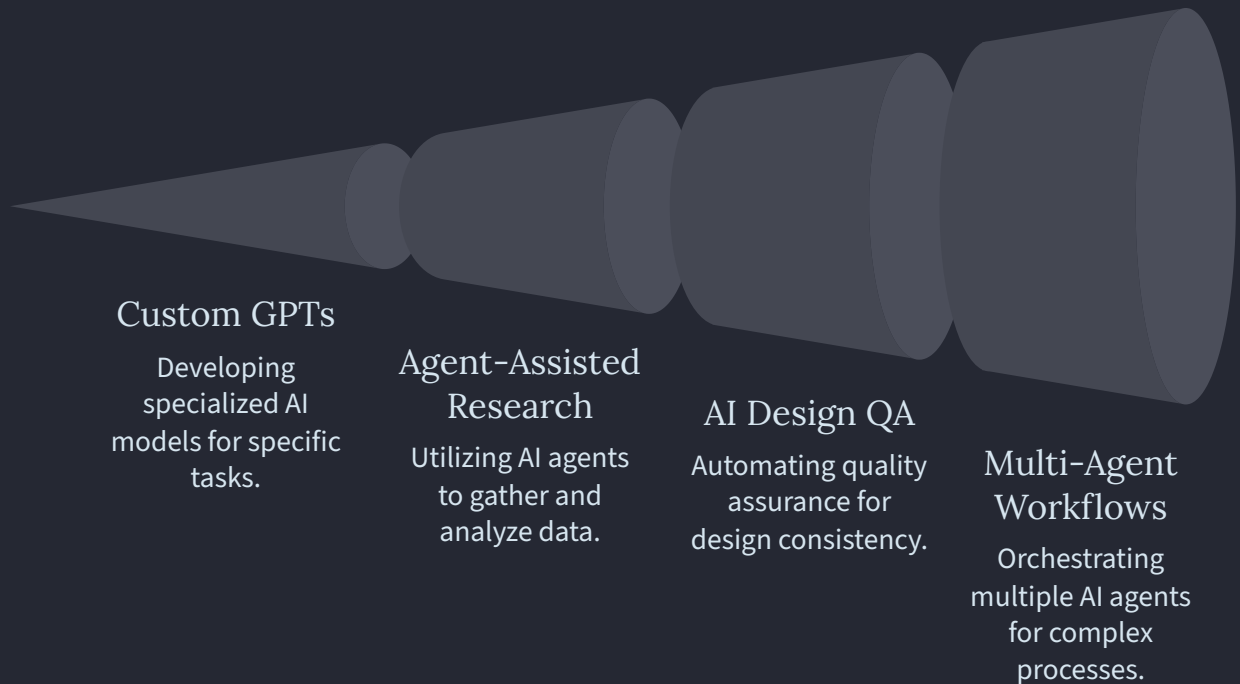 Custom GPTs
Developing
specialized AI
models for specific
tasks.
Agent-Assisted
Research
Utilizing AI agents
to gather and
analyze data.
AI Design QA
Automating quality
assurance for
design consistency.
Multi-Agent
Workflows
Orchestrating
multiple AI agents
for complex
processes.